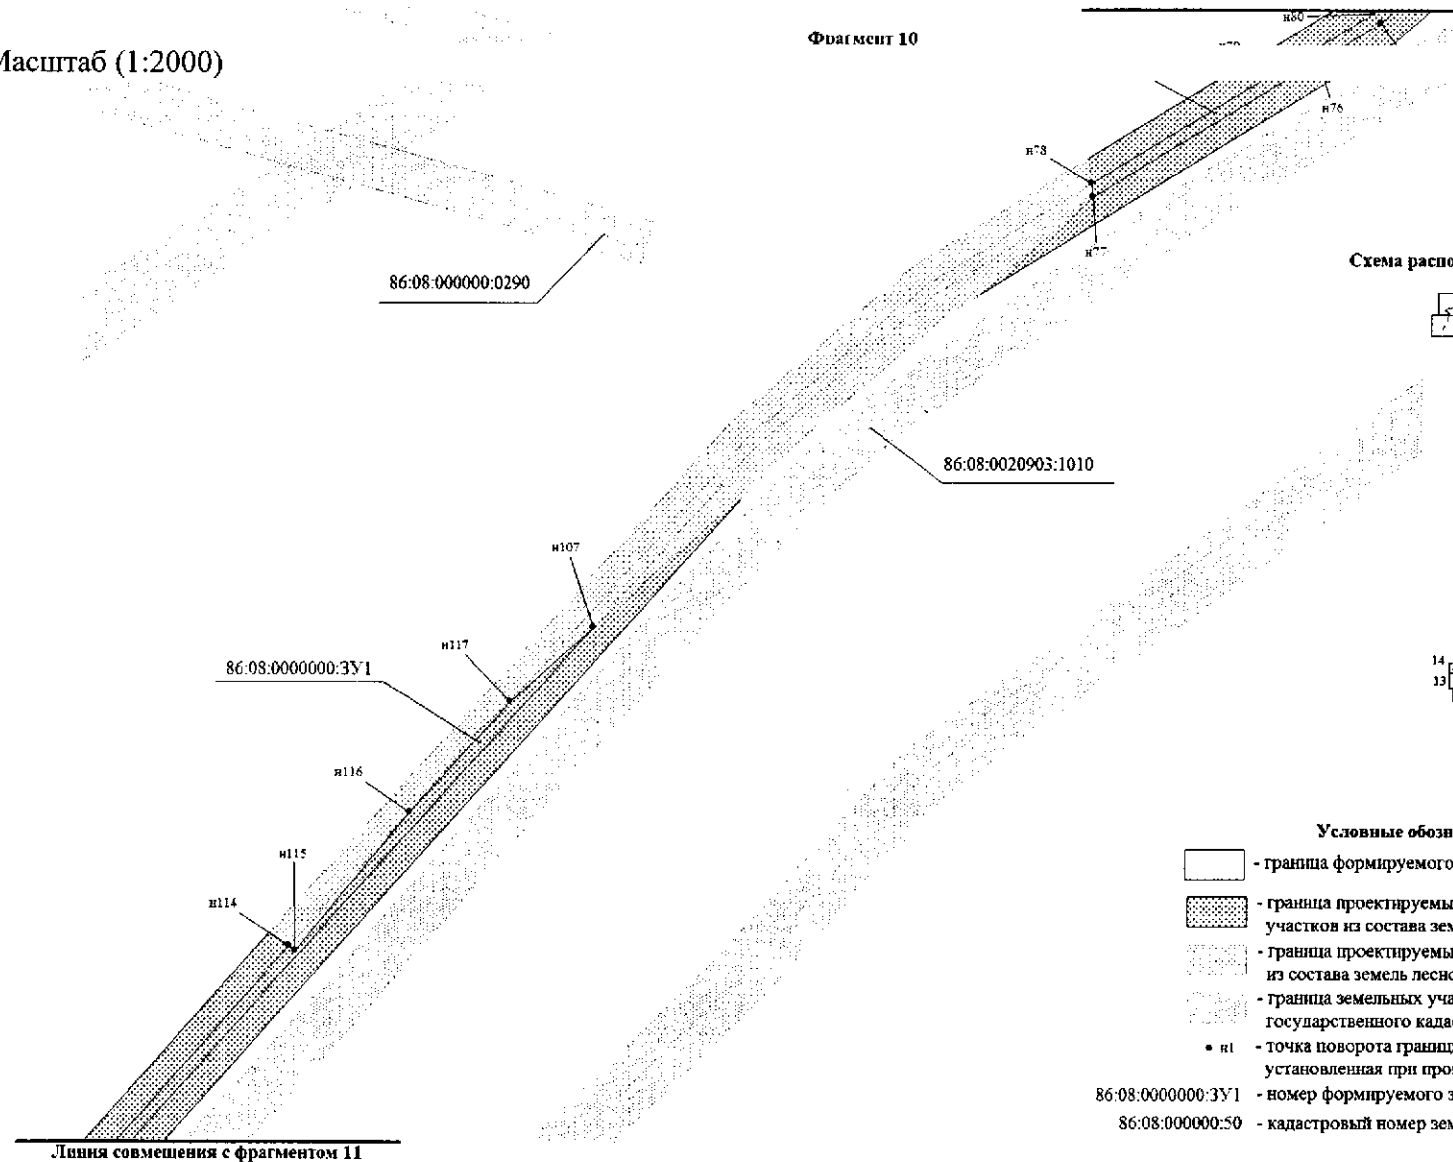 Фрагмент 10
н80
Масштаб (1:2000)
н76
н78
н77
86:08:000000:0290
Схема распо
86:08:0020903:1010
н107
н117
86:08:0000000:ЗУ1
14
13
н116
н115
н114
Условные обозн
- граница формируемого
- граница проектируемы
участков из состава зем
- граница проектируемы
из состава земель лесно
- граница земельных уча
государственного кадас
• н1 - точка поворота границ
установленная при про
86:08:0000000:ЗУ1 - номер формируемого з
86:08:000000:50 - кадастровый номер зем
Линия совмещения с фрагментом 11